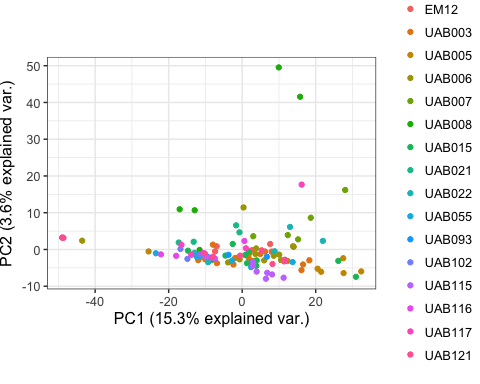 EM12
UAB003
UAB005
UAB006
UAB007
UAB008
UAB015
UAB021
UAB022
UAB055
UAB093
UAB102
UAB115
UAB116
UAB117
UAB121
50
40
30
20
10
0
-10
-40
-20
0
20
PC1 (15.3% explained var.)
PC2 (3.6% explained var.)